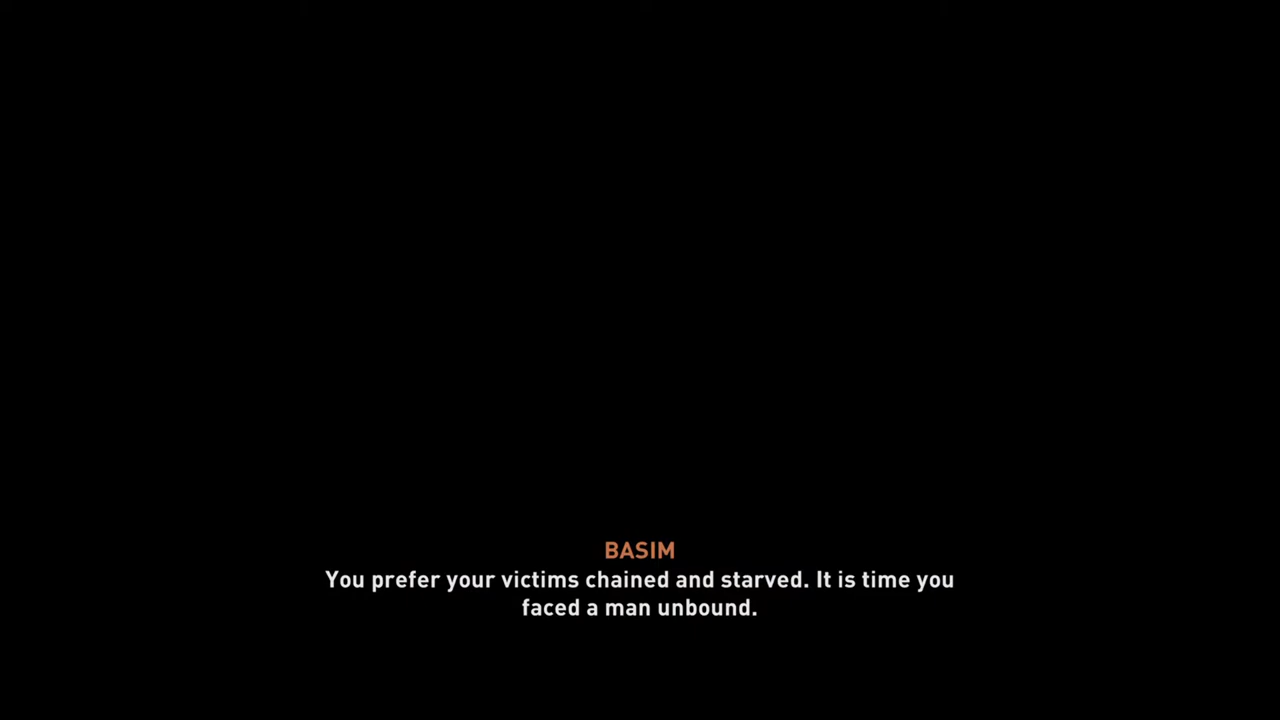 BASIM
You prefer your victims chained and starved. It is time you
faced a man unbound.